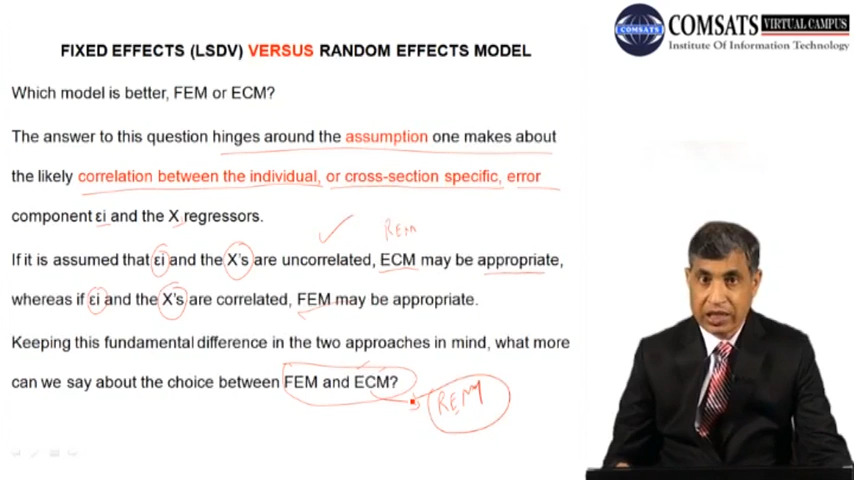 COMSATS VIRTUAL CAMPUS
Institute Of Information Technology
FIXED EFFECTS (LSDV) VERSUS RANDOM EFFECTS MODEL
Which model is better, FEM or ECM?
The answer to this question hinges around the assumption one makes about
the likely correlation between the individual, or cross-section specific, error
component εi and the X regressors.
REM
If it is assumed that εi and the X's are uncorrelated, ECM may be appropriate,
whereas if εi and the X's are correlated, FEM may be appropriate.
Keeping this fundamental difference in the two approaches in mind, what more
can we say about the choice between FEM and ECM?
REM